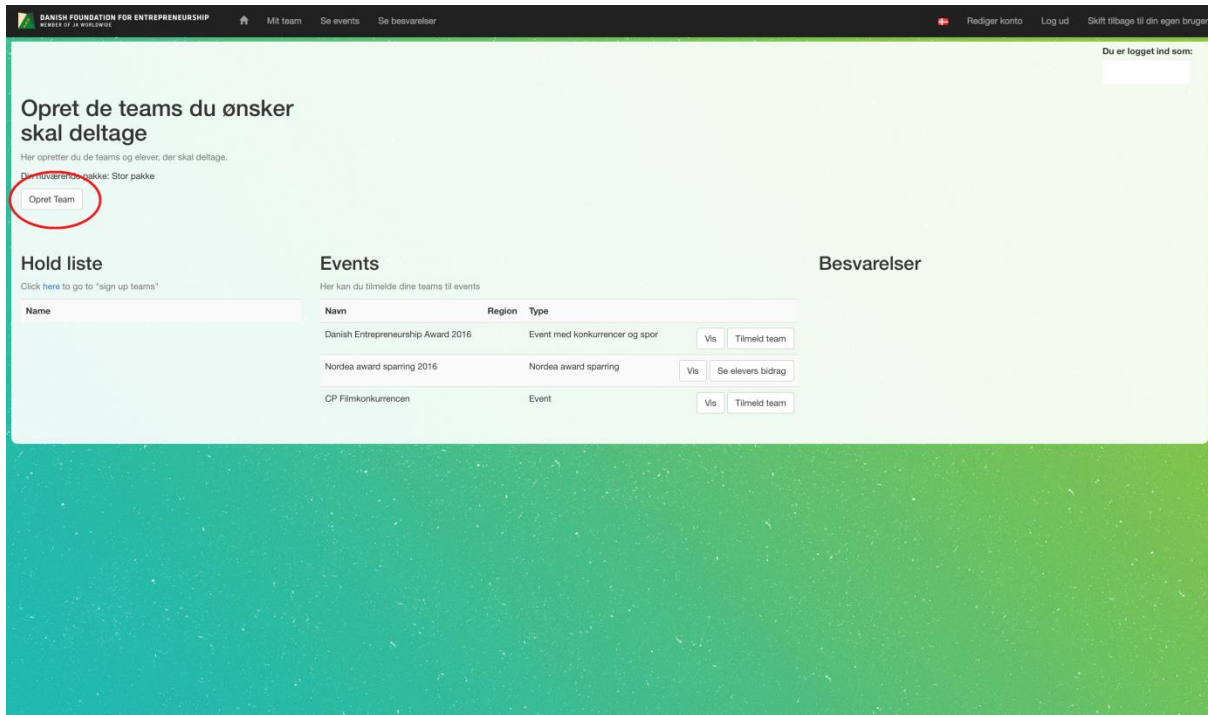 DANISH FOUNDATION FOR ENTREPRENEURSHIP
MEMBER OF JA WORLDWIDE
Mit team Se events Se besvarelser
Rediger konto Log ud Skift tilbage til din egen bruger
Du er logget ind som:
Opret de teams du ønsker
skal deltage
Her opretter du de teams og elever, der skal deltage.
Din nuværende pakke: Stor pakke
Opret Team
Hold liste
Click here to go to "sign up teams"
Name
Events
Her kan du tilmelde dine teams til events
Navn Region Type
Danish Entrepreneurship Award 2016 Event med konkurrencer og spor Vis Tilmeld team
Nordea award sparring 2016 Nordea award sparring Vis Se elevers bidrag
CP Filmkonkurrencen Event Vis Tilmeld team
Besvarelser